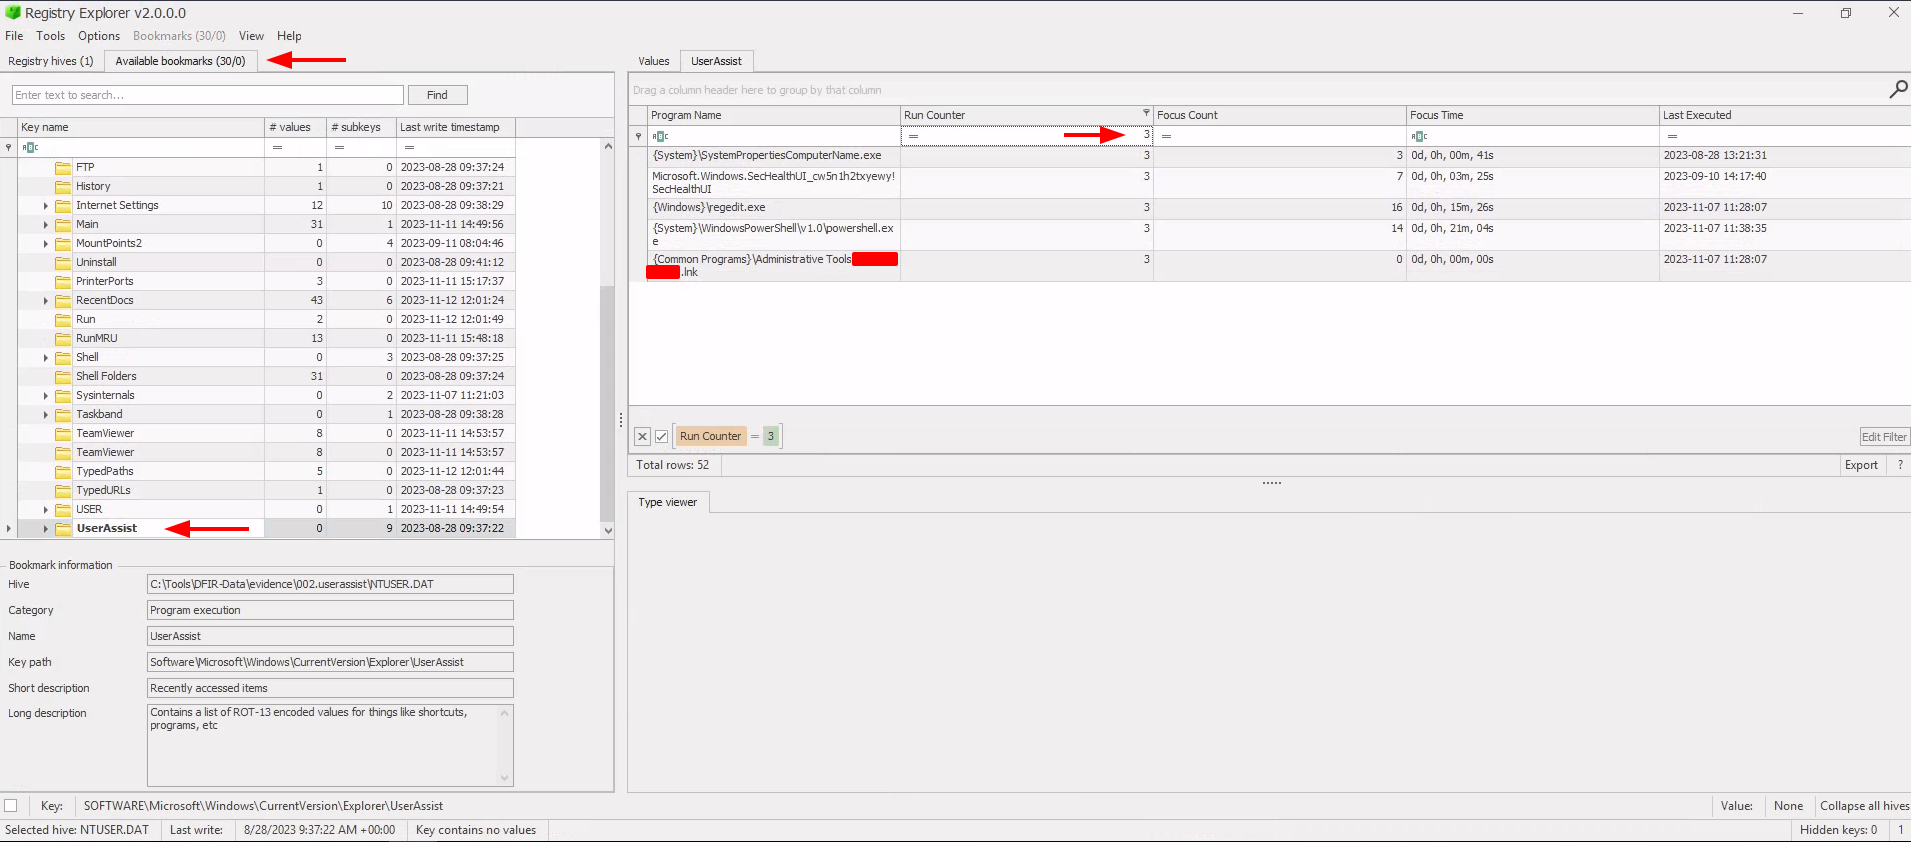 Registry Explorer v2.0.0.0
File Tools Options Bookmarks (30/0) View Help
Registry hives (1) Available bookmarks (30/0)
Enter text to search... Find
Key name # values # subkeys Last write timestamp
ABC = = =
FTP 1 0 2023-08-28 09:37:24
History 1 0 2023-08-28 09:37:21
Internet Settings 12 10 2023-08-28 09:38:29
Main 31 1 2023-11-11 14:49:56
MountPoints2 0 4 2023-09-11 08:04:46
Uninstall 0 0 2023-08-28 09:41:12
PrinterPorts 3 0 2023-11-11 15:17:37
RecentDocs 43 6 2023-11-12 12:01:24
Run 2 0 2023-11-12 12:01:49
RunMRU 13 0 2023-11-11 15:48:18
Shell 0 3 2023-08-28 09:37:25
Shell Folders 31 0 2023-08-28 09:37:24
Sysinternals 0 2 2023-11-07 11:21:03
Taskband 0 1 2023-08-28 09:38:28
TeamViewer 8 0 2023-11-11 14:53:57
TeamViewer 8 0 2023-11-11 14:53:57
TypedPaths 5 0 2023-11-12 12:01:44
TypedURLs 1 0 2023-08-28 09:37:23
USER 0 1 2023-11-11 14:49:54
UserAssist 0 9 2023-08-28 09:37:22
Bookmark information
Hive C:\Tools\DFIR-Data\evidence\002.userassist\NTUSER.DAT
Category Program execution
Name UserAssist
Key path Software\Microsoft\Windows\CurrentVersion\Explorer\UserAssist
Short description Recently accessed items
Long description Contains a list of ROT-13 encoded values for things like shortcuts,
programs, etc
Values UserAssist
Drag a column header here to group by that column
Program Name Run Counter Focus Count Focus Time Last Executed
ABC = 3 = ABC =
{System}\SystemPropertiesComputerName.exe 3 3 0d, 0h, 00m, 41s 2023-08-28 13:21:31
Microsoft.Windows.SecHealthUI_cw5n1h2txyewy! 3 7 0d, 0h, 03m, 25s 2023-09-10 14:17:40
SecHealthUI
{Windows}\regedit.exe 3 16 0d, 0h, 15m, 26s 2023-11-07 11:28:07
{System}\WindowsPowerShell\v1.0\powershell.ex 3 14 0d, 0h, 21m, 04s 2023-11-07 11:38:35
e
{Common Programs}\Administrative Tools 3 0 0d, 0h, 00m, 00s 2023-11-07 11:28:07
.lnk
Run Counter = 3
Edit Filter
Total rows: 52 Export ?
Type viewer
Key: SOFTWARE\Microsoft\Windows\CurrentVersion\Explorer\UserAssist Value: None Collapse all hives
Selected hive: NTUSER.DAT Last write: 8/28/2023 9:37:22 AM +00:00 Key contains no values Hidden keys: 0 1